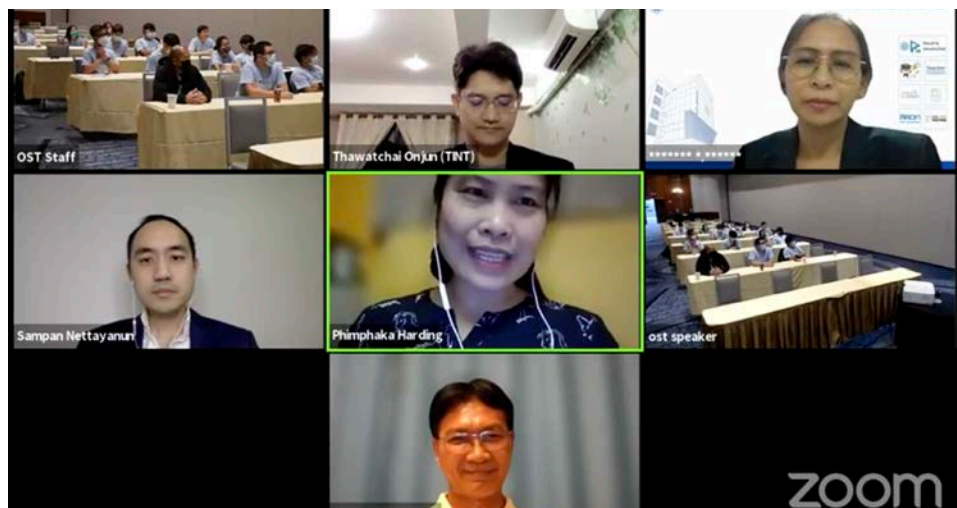 OST Staff
Thawatchai Onjun (TINT)
Sampan Nettayanun
Phimphaka Harding
ost speaker
zoom